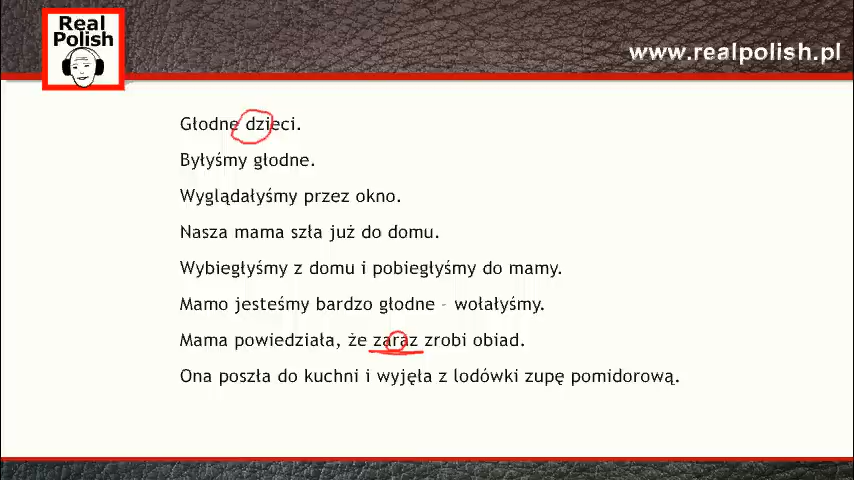 Real
Polish
www.realpolish.pl
Głodne dzieci.
Byłyśmy głodne.
Wyglądałyśmy przez okno.
Nasza mama szła już do domu.
Wybiegłyśmy z domu i pobiegłyśmy do mamy.
Mamo jesteśmy bardzo głodne - wołałyśmy.
Mama powiedziała, że zaraz zrobi obiad.
Ona poszła do kuchni i wyjęła z lodówki zupę pomidorową.